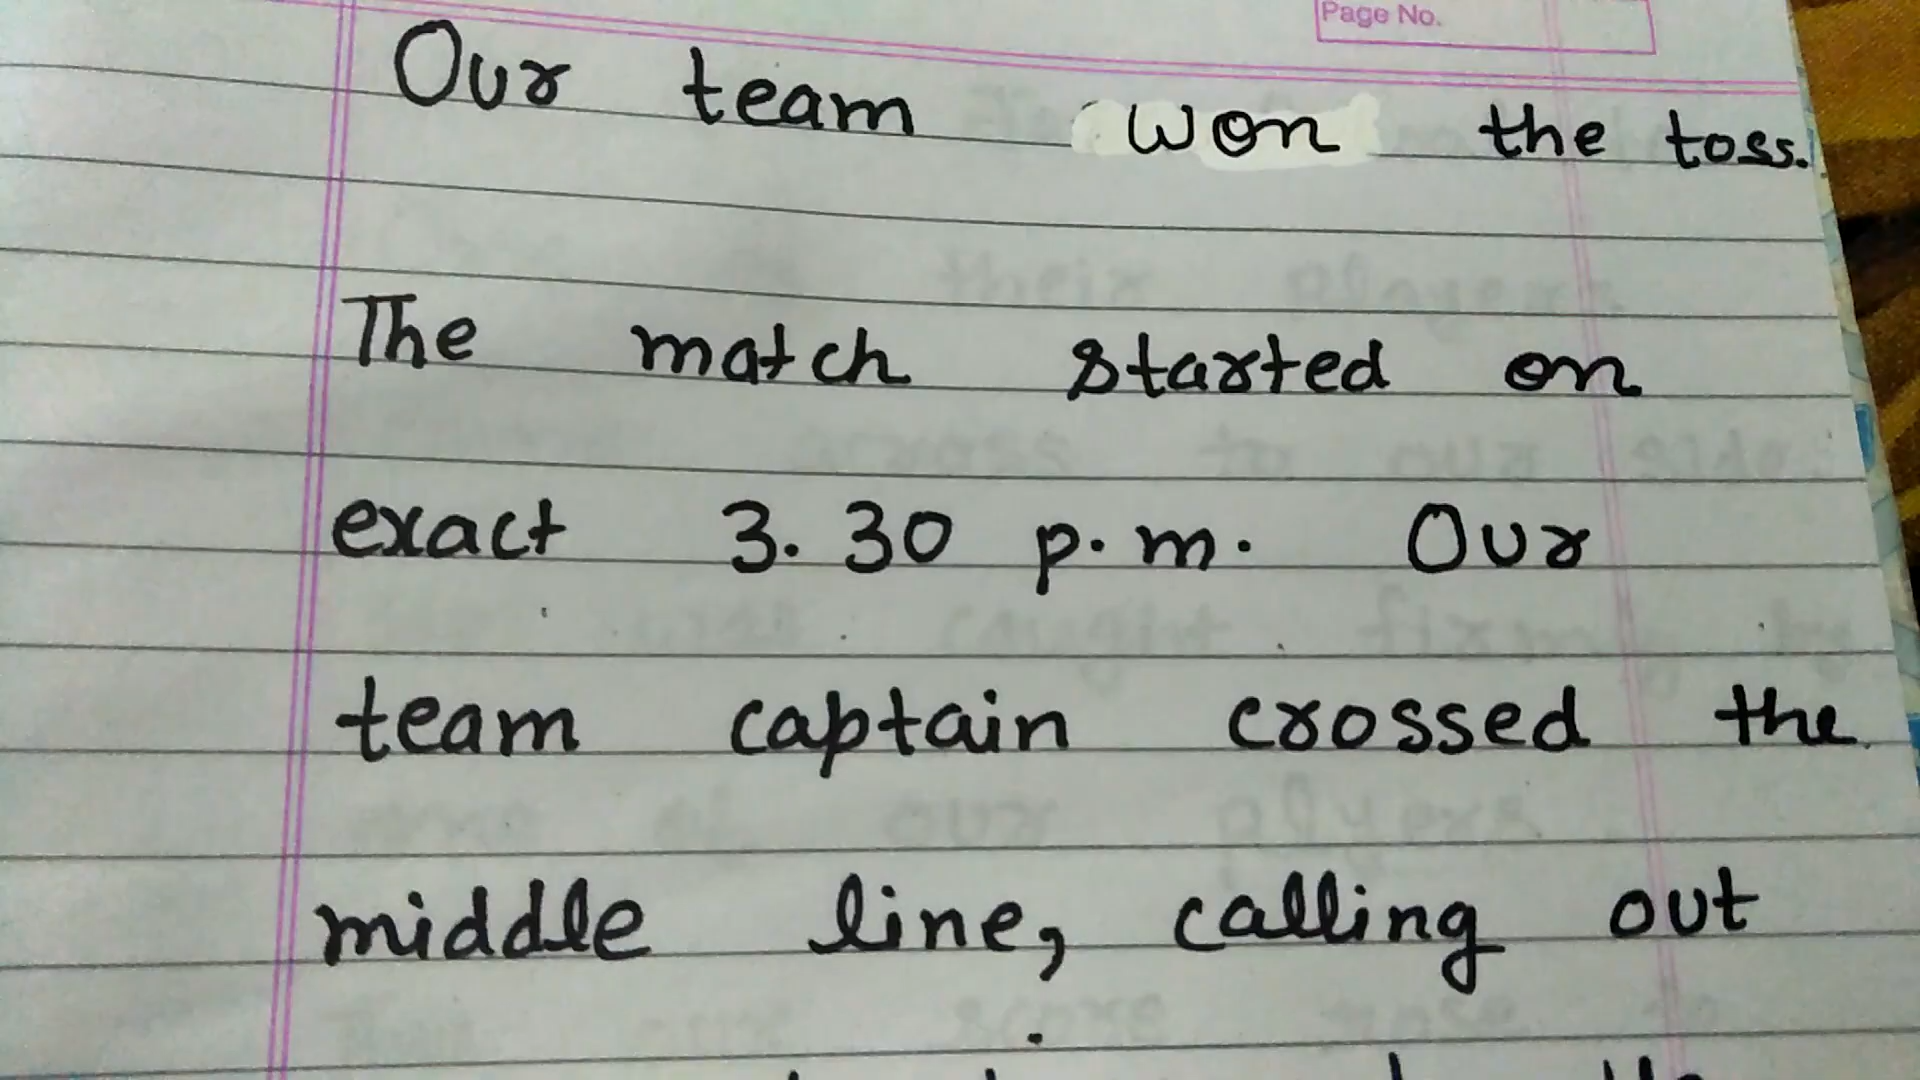 Page No.
Our team won the toss.
The match started on
exact 3.30 p.m. Our
team captain crossed the
middle line, calling out